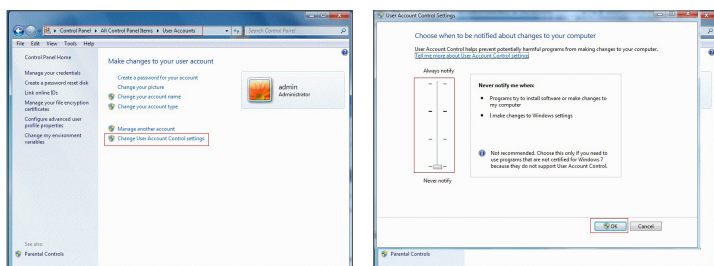 Control Panel ▸ All Control Panel Items ▸ User Accounts
Search Control Panel
File Edit View Tools Help
Control Panel Home
Manage your credentials
Create a password reset disk
Link online IDs
Manage your file encryption
certificates
Configure advanced user
profile properties
Change my environment
variables
See also
Parental Controls
Make changes to your user account
Create a password for your account
Change your picture
Change your account name
Change your account type
Manage another account
Change User Account Control settings
admin
Administrator
User Account Control Settings
Choose when to be notified about changes to your computer
User Account Control helps prevent potentially harmful programs from making changes to your computer.
Tell me more about User Account Control settings
Always notify
Never notify
Never notify me when:
• Programs try to install software or make changes to
my computer
• I make changes to Windows settings
Not recommended. Choose this only if you need to
use programs that are not certified for Windows 7
because they do not support User Account Control.
OK
Cancel
Parental Controls